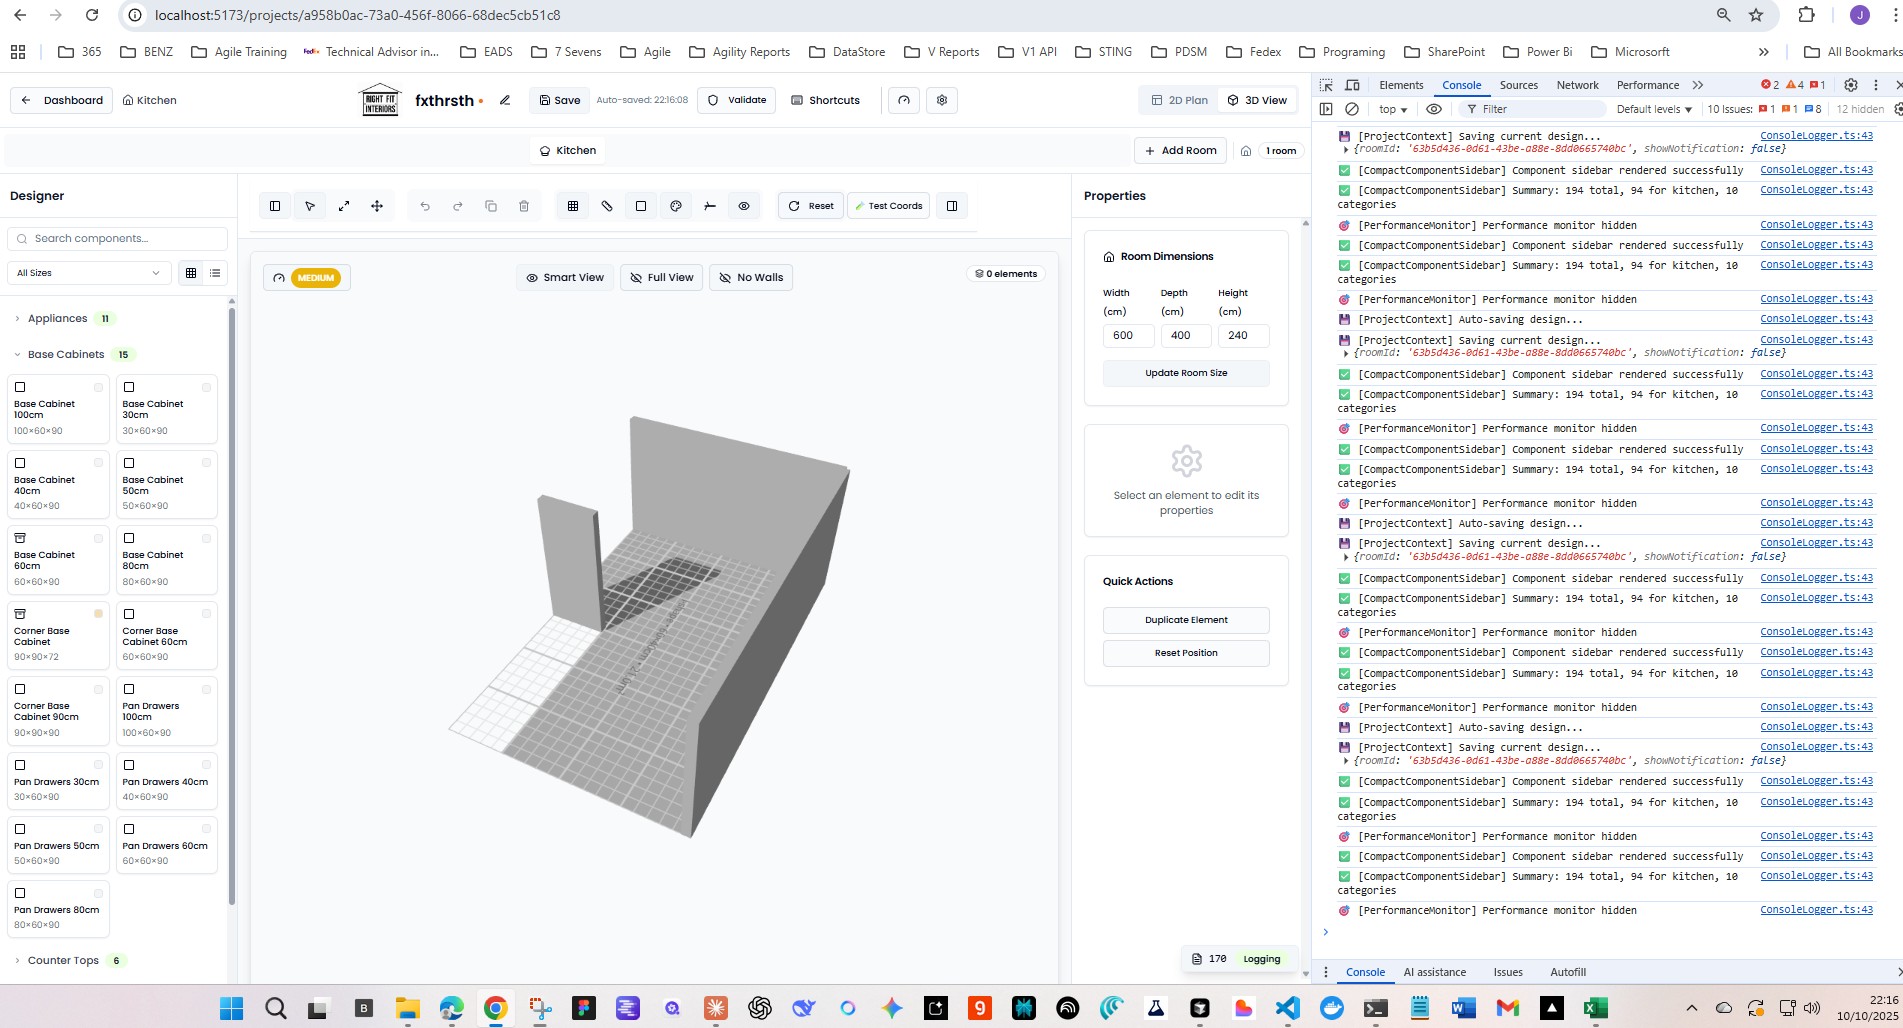 localhost:5173/projects/a958b0ac-73a0-456f-8066-68dec5cb51c8
J
365
BENZ
Agile Training
FedEx Technical Advisor in...
EADS
7 Sevens
Agile
Agility Reports
DataStore
V Reports
V1 API
STING
PDSM
Fedex
Programing
SharePoint
Power Bi
Microsorft
»
All Bookmarks
Dashboard
Kitchen
RIGHT FIT
INTERIORS
fxthrsth
Save
Auto-saved: 22:16:08
Validate
Shortcuts
2D Plan
3D View
Kitchen
+ Add Room
1 room
Designer
Search components...
All Sizes
Appliances 11
Base Cabinets 15
Base Cabinet
100cm
100×60×90
Base Cabinet
30cm
30×60×90
Base Cabinet
40cm
40×60×90
Base Cabinet
50cm
50×60×90
Base Cabinet
60cm
60×60×90
Base Cabinet
80cm
80×60×90
Corner Base
Cabinet
90×90×72
Corner Base
Cabinet 60cm
60×60×90
Corner Base
Cabinet 90cm
90×90×90
Pan Drawers
100cm
100×60×90
Pan Drawers 30cm
30×60×90
Pan Drawers 40cm
40×60×90
Pan Drawers 50cm
50×60×90
Pan Drawers 60cm
60×60×90
Pan Drawers 80cm
80×60×90
Counter Tops 6
Reset
Test Coords
MEDIUM
Smart View
Full View
No Walls
0 elements
Properties
Room Dimensions
Width
(cm)
Depth
(cm)
Height
(cm)
600
400
240
Update Room Size
Select an element to edit its
properties
Quick Actions
Duplicate Element
Reset Position
170 Logging
Elements
Console
Sources
Network
Performance
»
2
4
1
top
Filter
Default levels
10 Issues: 1 1 8
12 hidden
[ProjectContext] Saving current design... ConsoleLogger.ts:43
{roomId: '63b5d436-0d61-43be-a88e-8dd0665740bc', showNotification: false}
[CompactComponentSidebar] Component sidebar rendered successfully ConsoleLogger.ts:43
[CompactComponentSidebar] Summary: 194 total, 94 for kitchen, 10 ConsoleLogger.ts:43
categories
[PerformanceMonitor] Performance monitor hidden ConsoleLogger.ts:43
[CompactComponentSidebar] Component sidebar rendered successfully ConsoleLogger.ts:43
[CompactComponentSidebar] Summary: 194 total, 94 for kitchen, 10 ConsoleLogger.ts:43
categories
[PerformanceMonitor] Performance monitor hidden ConsoleLogger.ts:43
[ProjectContext] Auto-saving design... ConsoleLogger.ts:43
[ProjectContext] Saving current design... ConsoleLogger.ts:43
{roomId: '63b5d436-0d61-43be-a88e-8dd0665740bc', showNotification: false}
[CompactComponentSidebar] Component sidebar rendered successfully ConsoleLogger.ts:43
[CompactComponentSidebar] Summary: 194 total, 94 for kitchen, 10 ConsoleLogger.ts:43
categories
[PerformanceMonitor] Performance monitor hidden ConsoleLogger.ts:43
[CompactComponentSidebar] Component sidebar rendered successfully ConsoleLogger.ts:43
[CompactComponentSidebar] Summary: 194 total, 94 for kitchen, 10 ConsoleLogger.ts:43
categories
[PerformanceMonitor] Performance monitor hidden ConsoleLogger.ts:43
[ProjectContext] Auto-saving design... ConsoleLogger.ts:43
[ProjectContext] Saving current design... ConsoleLogger.ts:43
{roomId: '63b5d436-0d61-43be-a88e-8dd0665740bc', showNotification: false}
[CompactComponentSidebar] Component sidebar rendered successfully ConsoleLogger.ts:43
[CompactComponentSidebar] Summary: 194 total, 94 for kitchen, 10 ConsoleLogger.ts:43
categories
[PerformanceMonitor] Performance monitor hidden ConsoleLogger.ts:43
[CompactComponentSidebar] Component sidebar rendered successfully ConsoleLogger.ts:43
[CompactComponentSidebar] Summary: 194 total, 94 for kitchen, 10 ConsoleLogger.ts:43
categories
[PerformanceMonitor] Performance monitor hidden ConsoleLogger.ts:43
[ProjectContext] Auto-saving design... ConsoleLogger.ts:43
[ProjectContext] Saving current design... ConsoleLogger.ts:43
{roomId: '63b5d436-0d61-43be-a88e-8dd0665740bc', showNotification: false}
[CompactComponentSidebar] Component sidebar rendered successfully ConsoleLogger.ts:43
[CompactComponentSidebar] Summary: 194 total, 94 for kitchen, 10 ConsoleLogger.ts:43
categories
[PerformanceMonitor] Performance monitor hidden ConsoleLogger.ts:43
[CompactComponentSidebar] Component sidebar rendered successfully ConsoleLogger.ts:43
[CompactComponentSidebar] Summary: 194 total, 94 for kitchen, 10 ConsoleLogger.ts:43
categories
[PerformanceMonitor] Performance monitor hidden ConsoleLogger.ts:43
Console
AI assistance
Issues
Autofill
22:16
10/10/2025